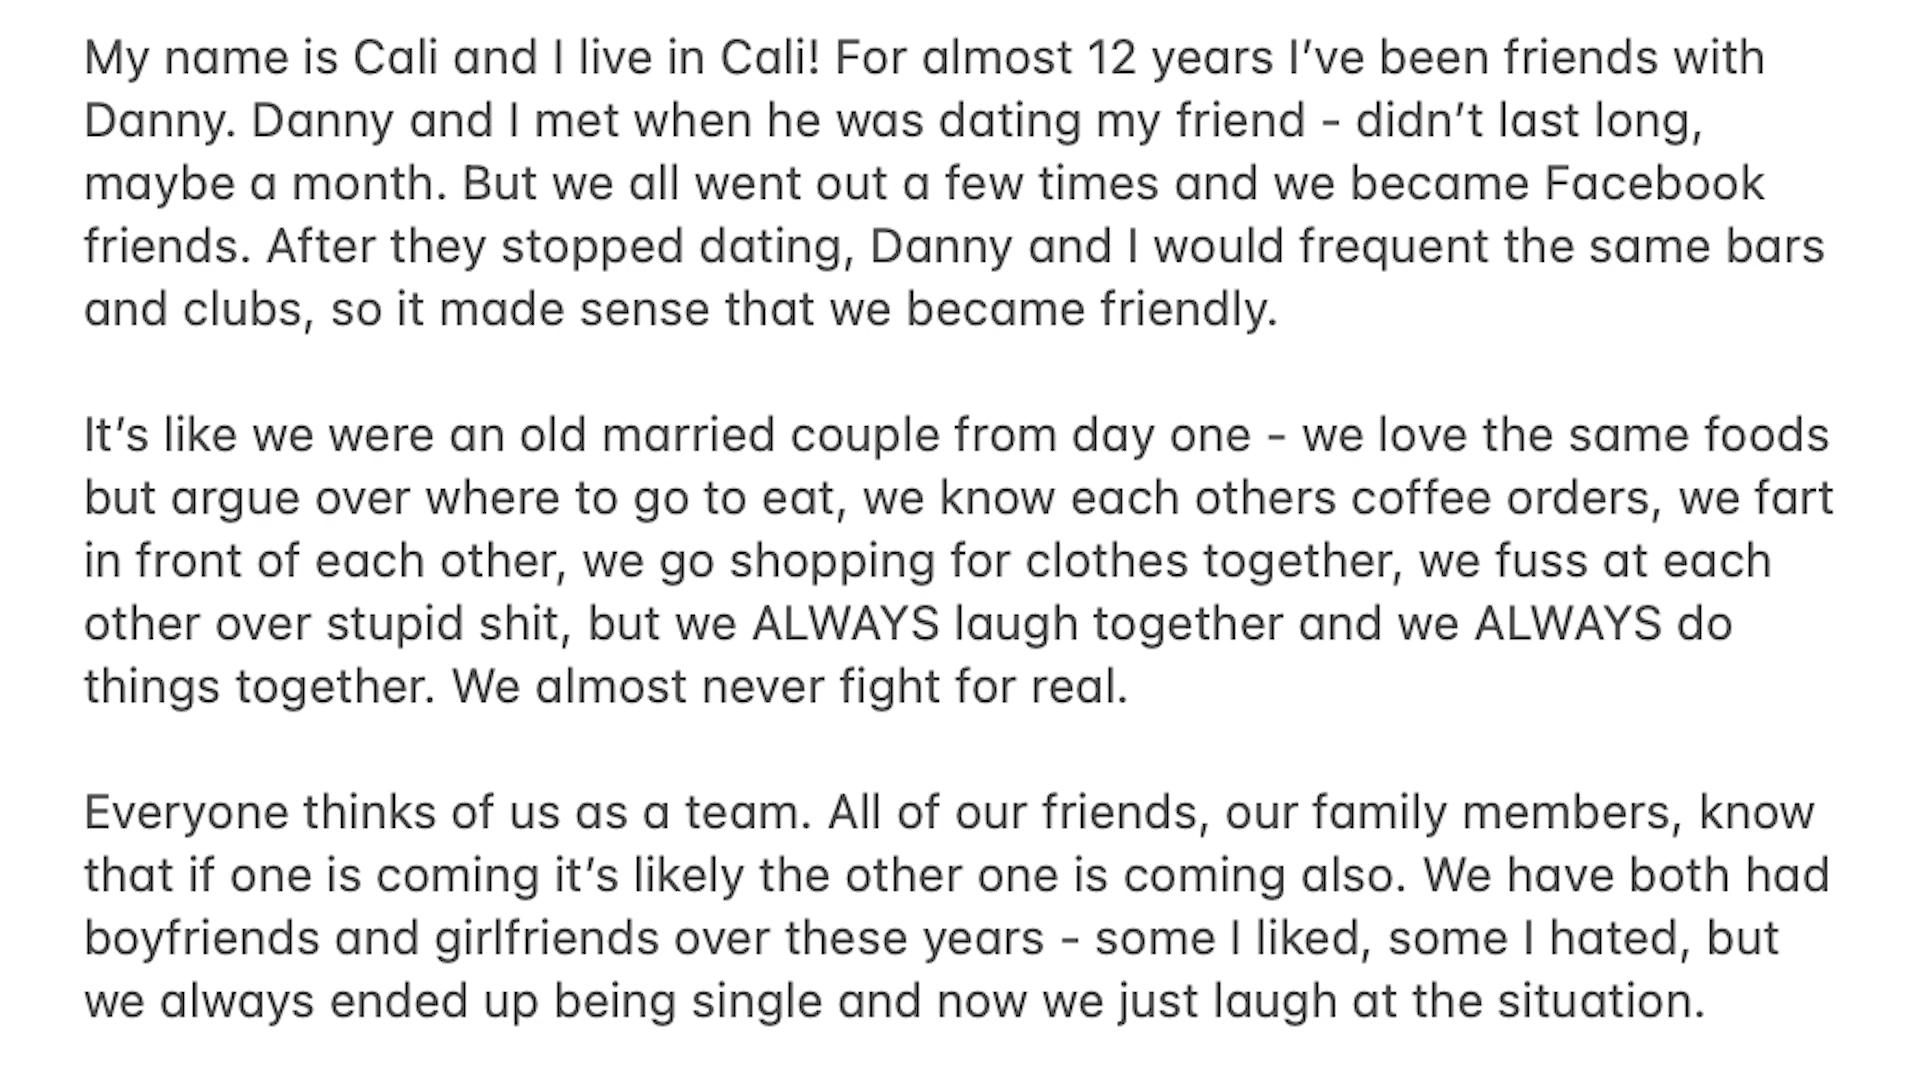 My name is Cali and I live in Cali! For almost 12 years I’ve been friends with
Danny. Danny and I met when he was dating my friend - didn’t last long,
maybe a month. But we all went out a few times and we became Facebook
friends. After they stopped dating, Danny and I would frequent the same bars
and clubs, so it made sense that we became friendly.
It’s like we were an old married couple from day one - we love the same foods
but argue over where to go to eat, we know each others coffee orders, we fart
in front of each other, we go shopping for clothes together, we fuss at each
other over stupid shit, but we ALWAYS laugh together and we ALWAYS do
things together. We almost never fight for real.
Everyone thinks of us as a team. All of our friends, our family members, know
that if one is coming it’s likely the other one is coming also. We have both had
boyfriends and girlfriends over these years - some I liked, some I hated, but
we always ended up being single and now we just laugh at the situation.